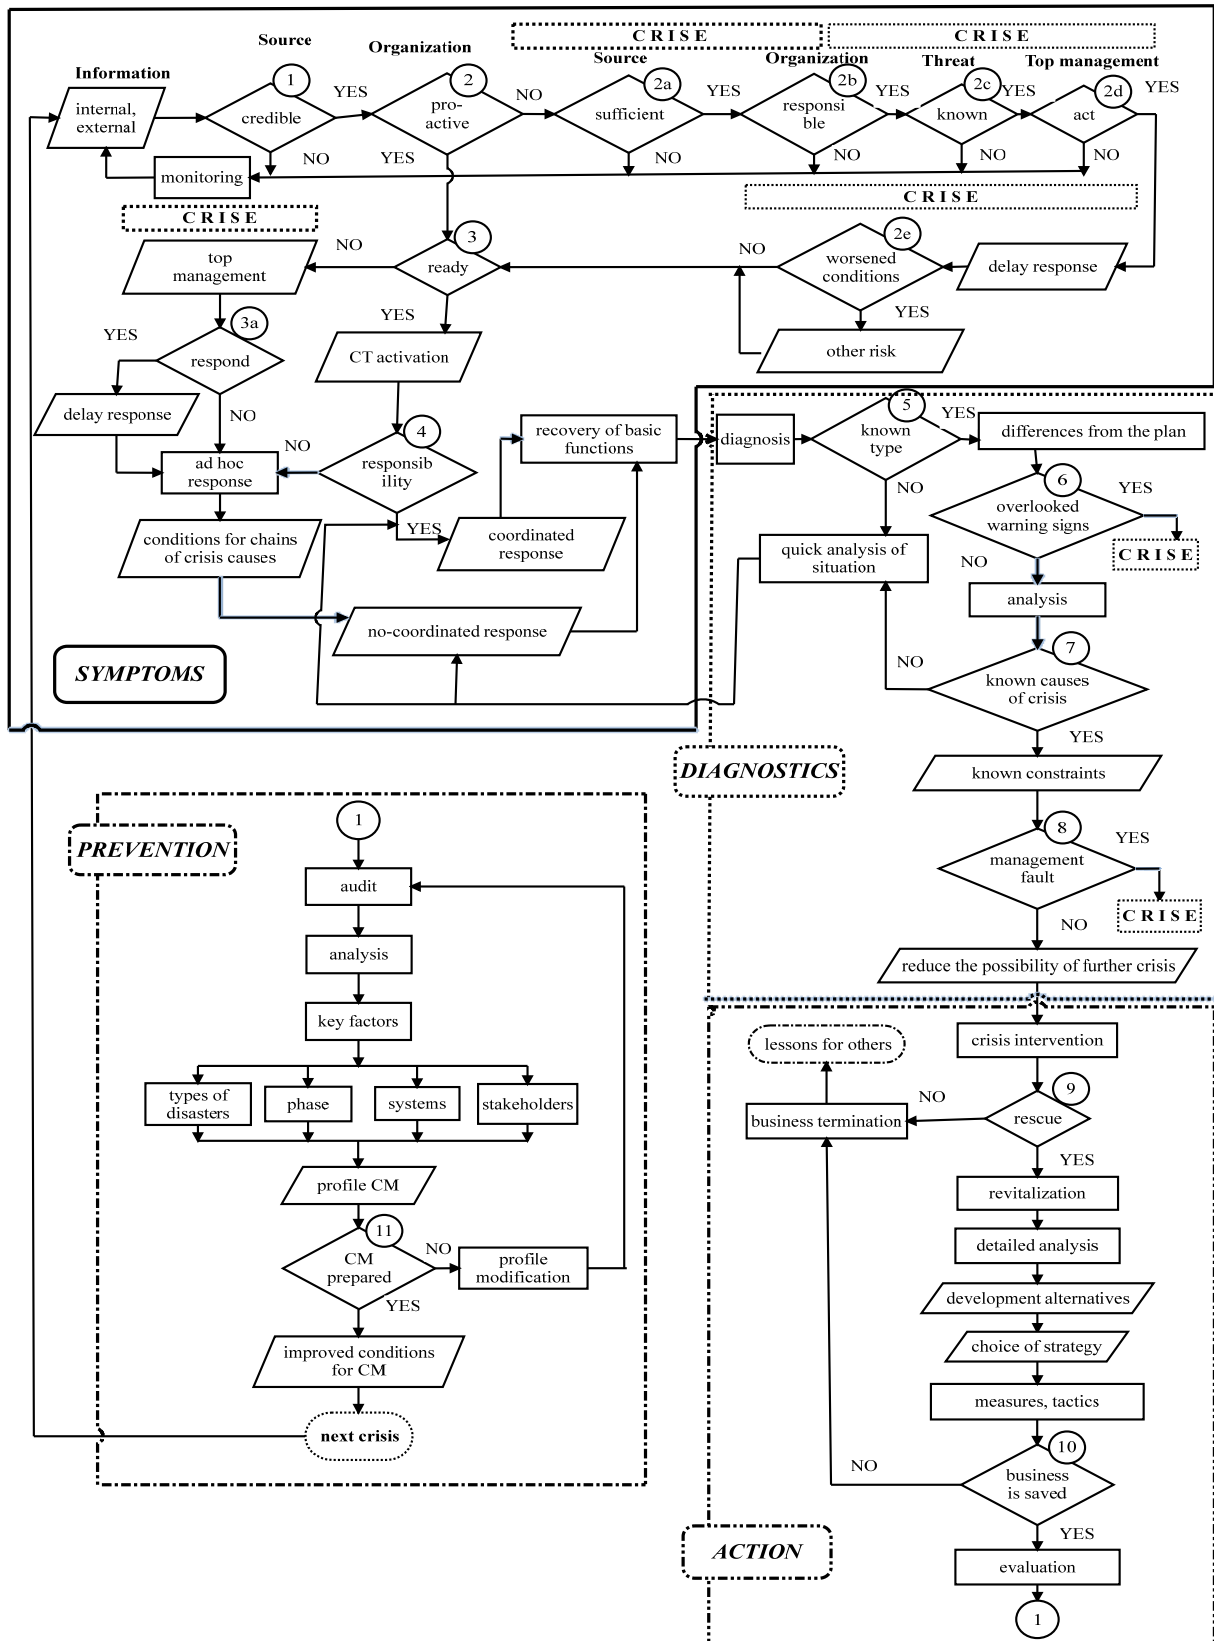 C R I S E
C R I S E
Source
Organization
Source
Organization
Threat
Top management
Information
1
2
2a
2b
2c
2d
YES
internal,
external
credible
YES
pro-
active
NO
sufficient
YES
responsi
ble
YES
known
YES
act
NO
YES
NO
NO
NO
NO
monitoring
C R I S E
C R I S E
top
management
NO
3
ready
NO
2e
worsened
conditions
delay response
YES
YES
3a
YES
respond
CT activation
other risk
delay response
NO
4
NO
ad hoc
response
responsib
ility
YES
recovery of basic
functions
coordinated
response
conditions for chains
of crisis causes
no-coordinated response
SYMPTOMS
diagnosis
5
known
type
YES
differences from the plan
NO
6
overlooked
warning signs
YES
C R I S E
quick analysis of
situation
NO
analysis
7
NO
known causes
of crisis
YES
DIAGNOSTICS
known constraints
8
YES
management
fault
C R I S E
NO
reduce the possibility of further crisis
PREVENTION
1
audit
analysis
key factors
types of
disasters
phase
systems
stakeholders
profile CM
11
CM
prepared
NO
profile
modification
YES
improved conditions
for CM
next crisis
lessons for others
crisis intervention
9
NO
business termination
rescue
YES
revitalization
detailed analysis
development alternatives
choice of strategy
measures, tactics
10
NO
business
is saved
YES
ACTION
evaluation
1